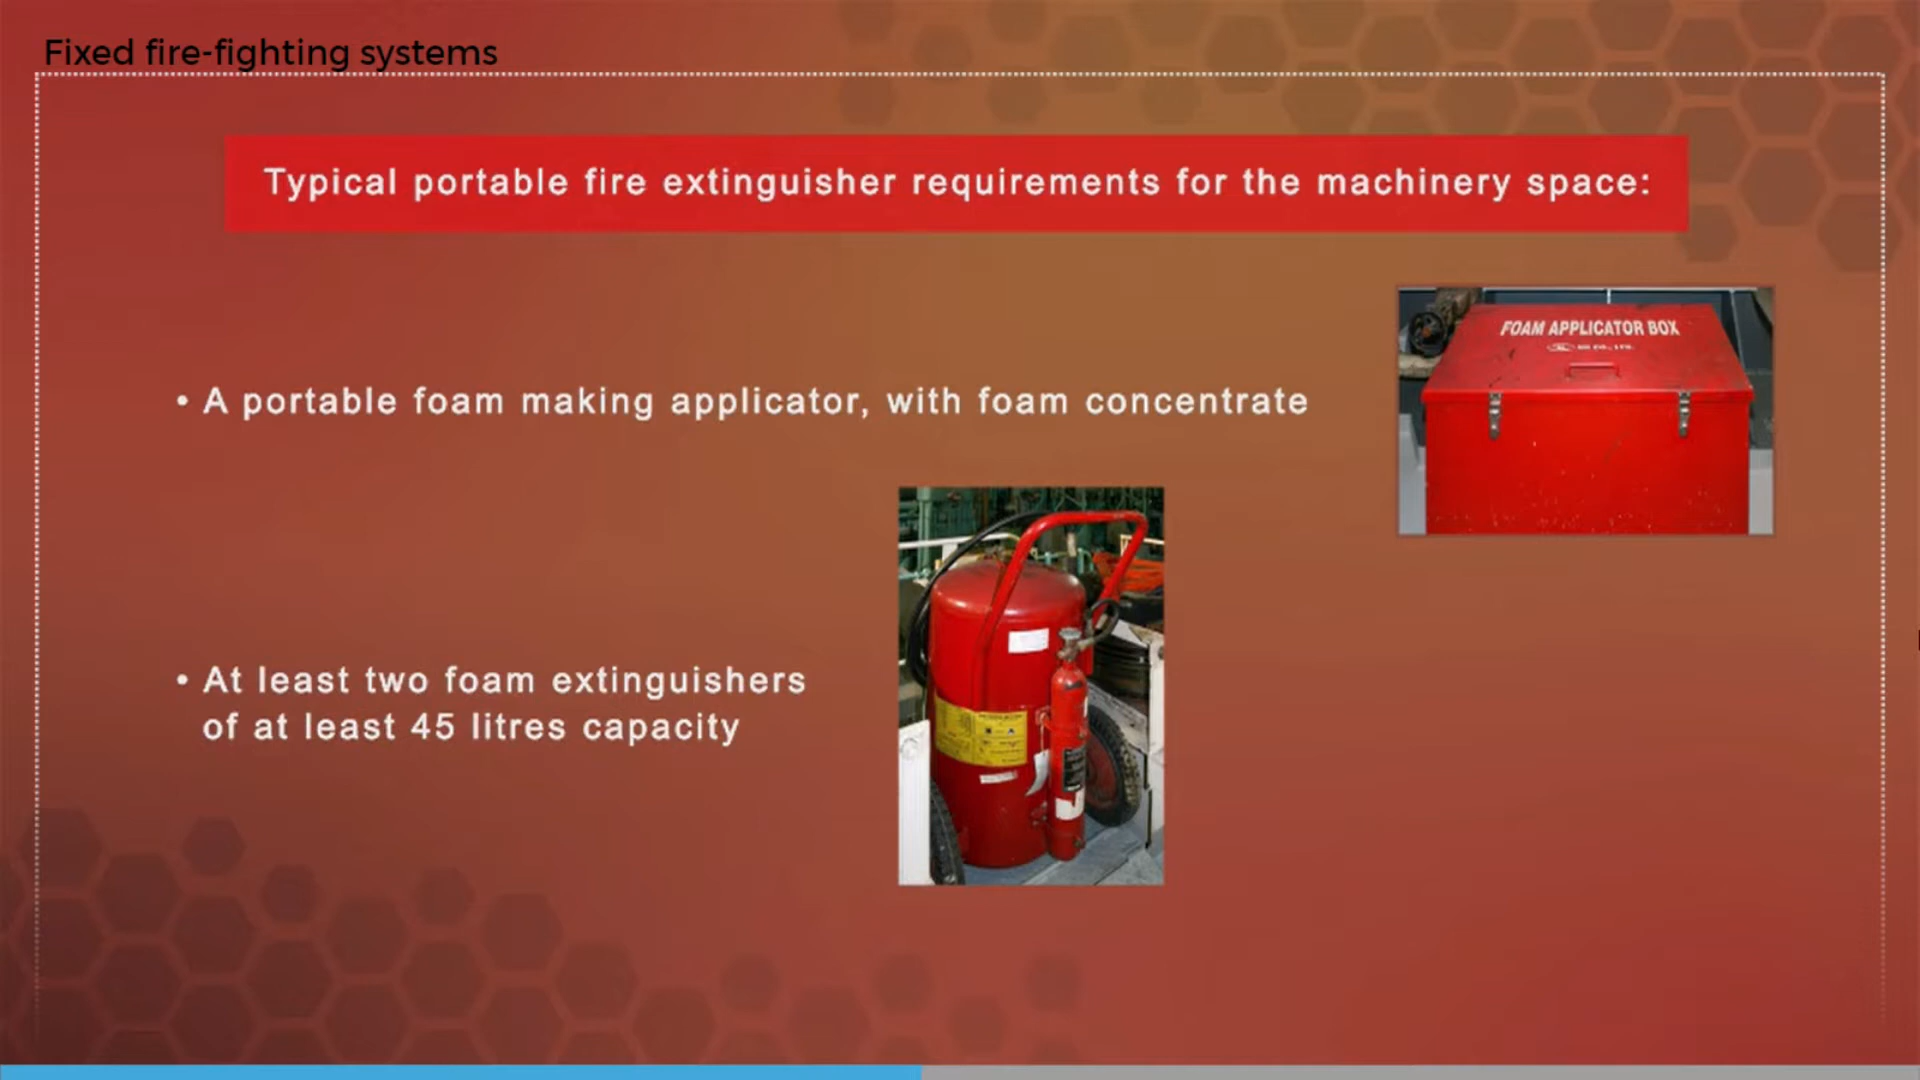 Fixed fire-fighting systems
Typical portable fire extinguisher requirements for the machinery space:
FOAM APPLICATOR BOX
• A portable foam making applicator, with foam concentrate
• At least two foam extinguishers
of at least 45 litres capacity